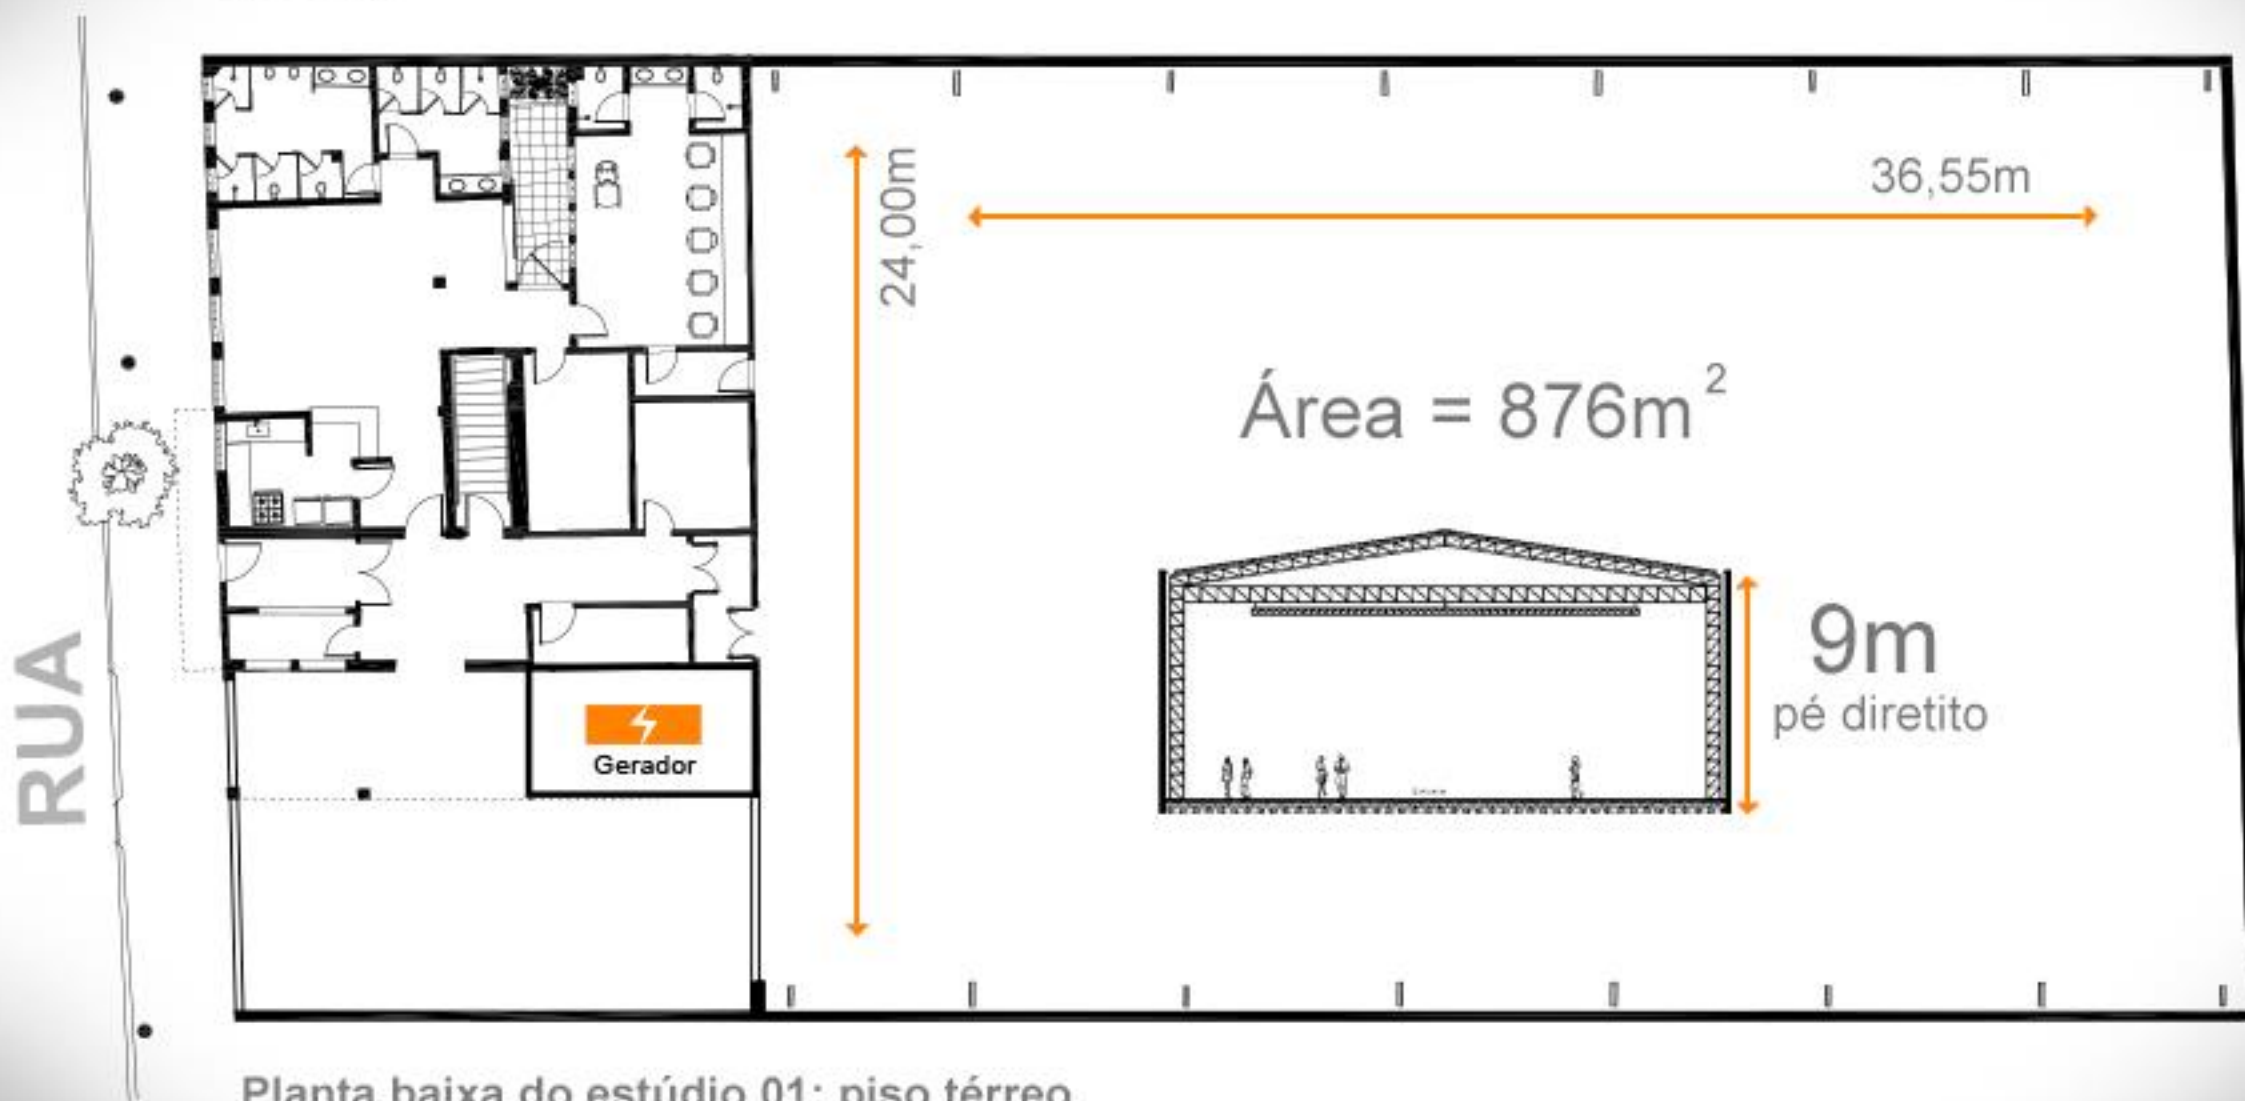 24,00m
36,55m
Área = 876m²
9m
pé diretito
RUA
Gerador
Planta baixa do estúdio 01: piso térreo